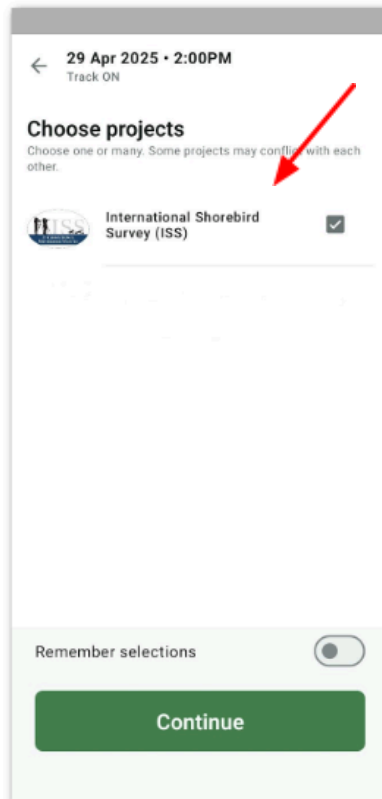 29 Apr 2025 • 2:00PM
Track ON
Choose projects
Choose one or many. Some projects may conflict with each
other.
ISS
International Shorebird
Survey (ISS)
Remember selections
Continue